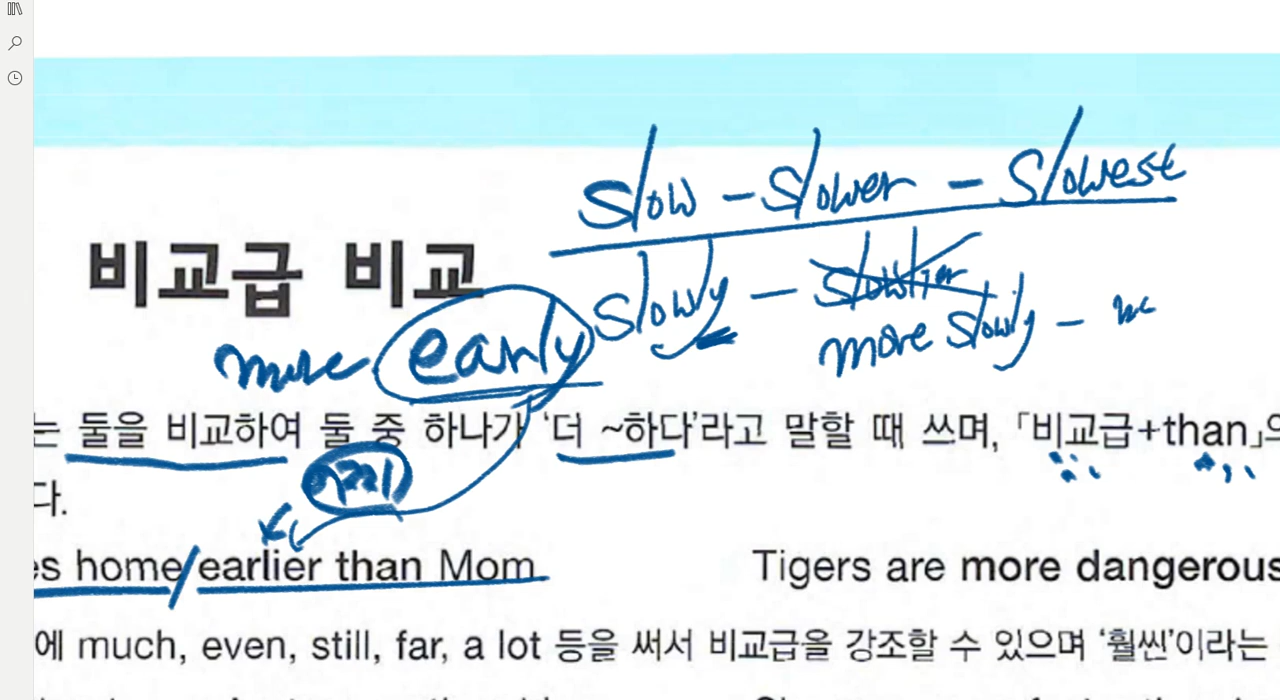 slow - slower - slowest
비교급 비교
slowly - slowlier
more slowly -
more early
는 둘을 비교하여 둘 중 하나가 '더 ~하다'라고 말할 때 쓰며, 「비교급+than」으
다.
예외
es home/earlier than Mom
Tigers are more dangerous
에 much, even, still, far, a lot 등을 써서 비교급을 강조할 수 있으며 '훨씬'이라는